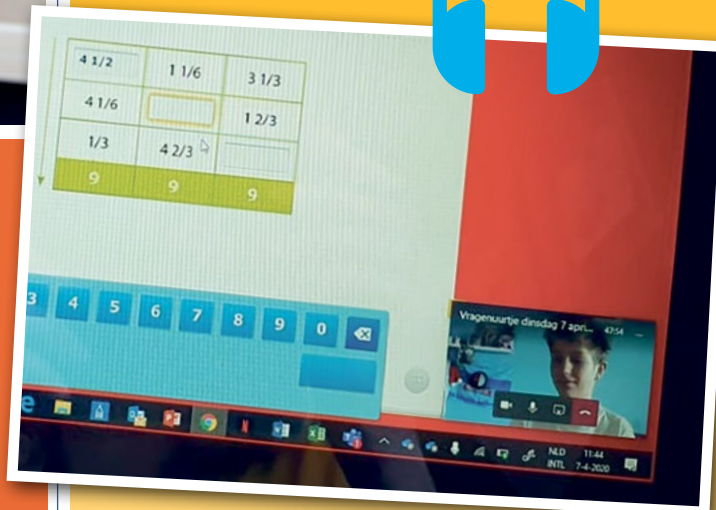 4 1/2 1 1/6 3 1/3
4 1/6 1 2/3
1/3 4 2/3
9 9 9
3 4 5 6 7 8 9 0
Vragenuurtje dinsdag 7 apri... 47:54
NLD 11:44
INTL 7-4-2020